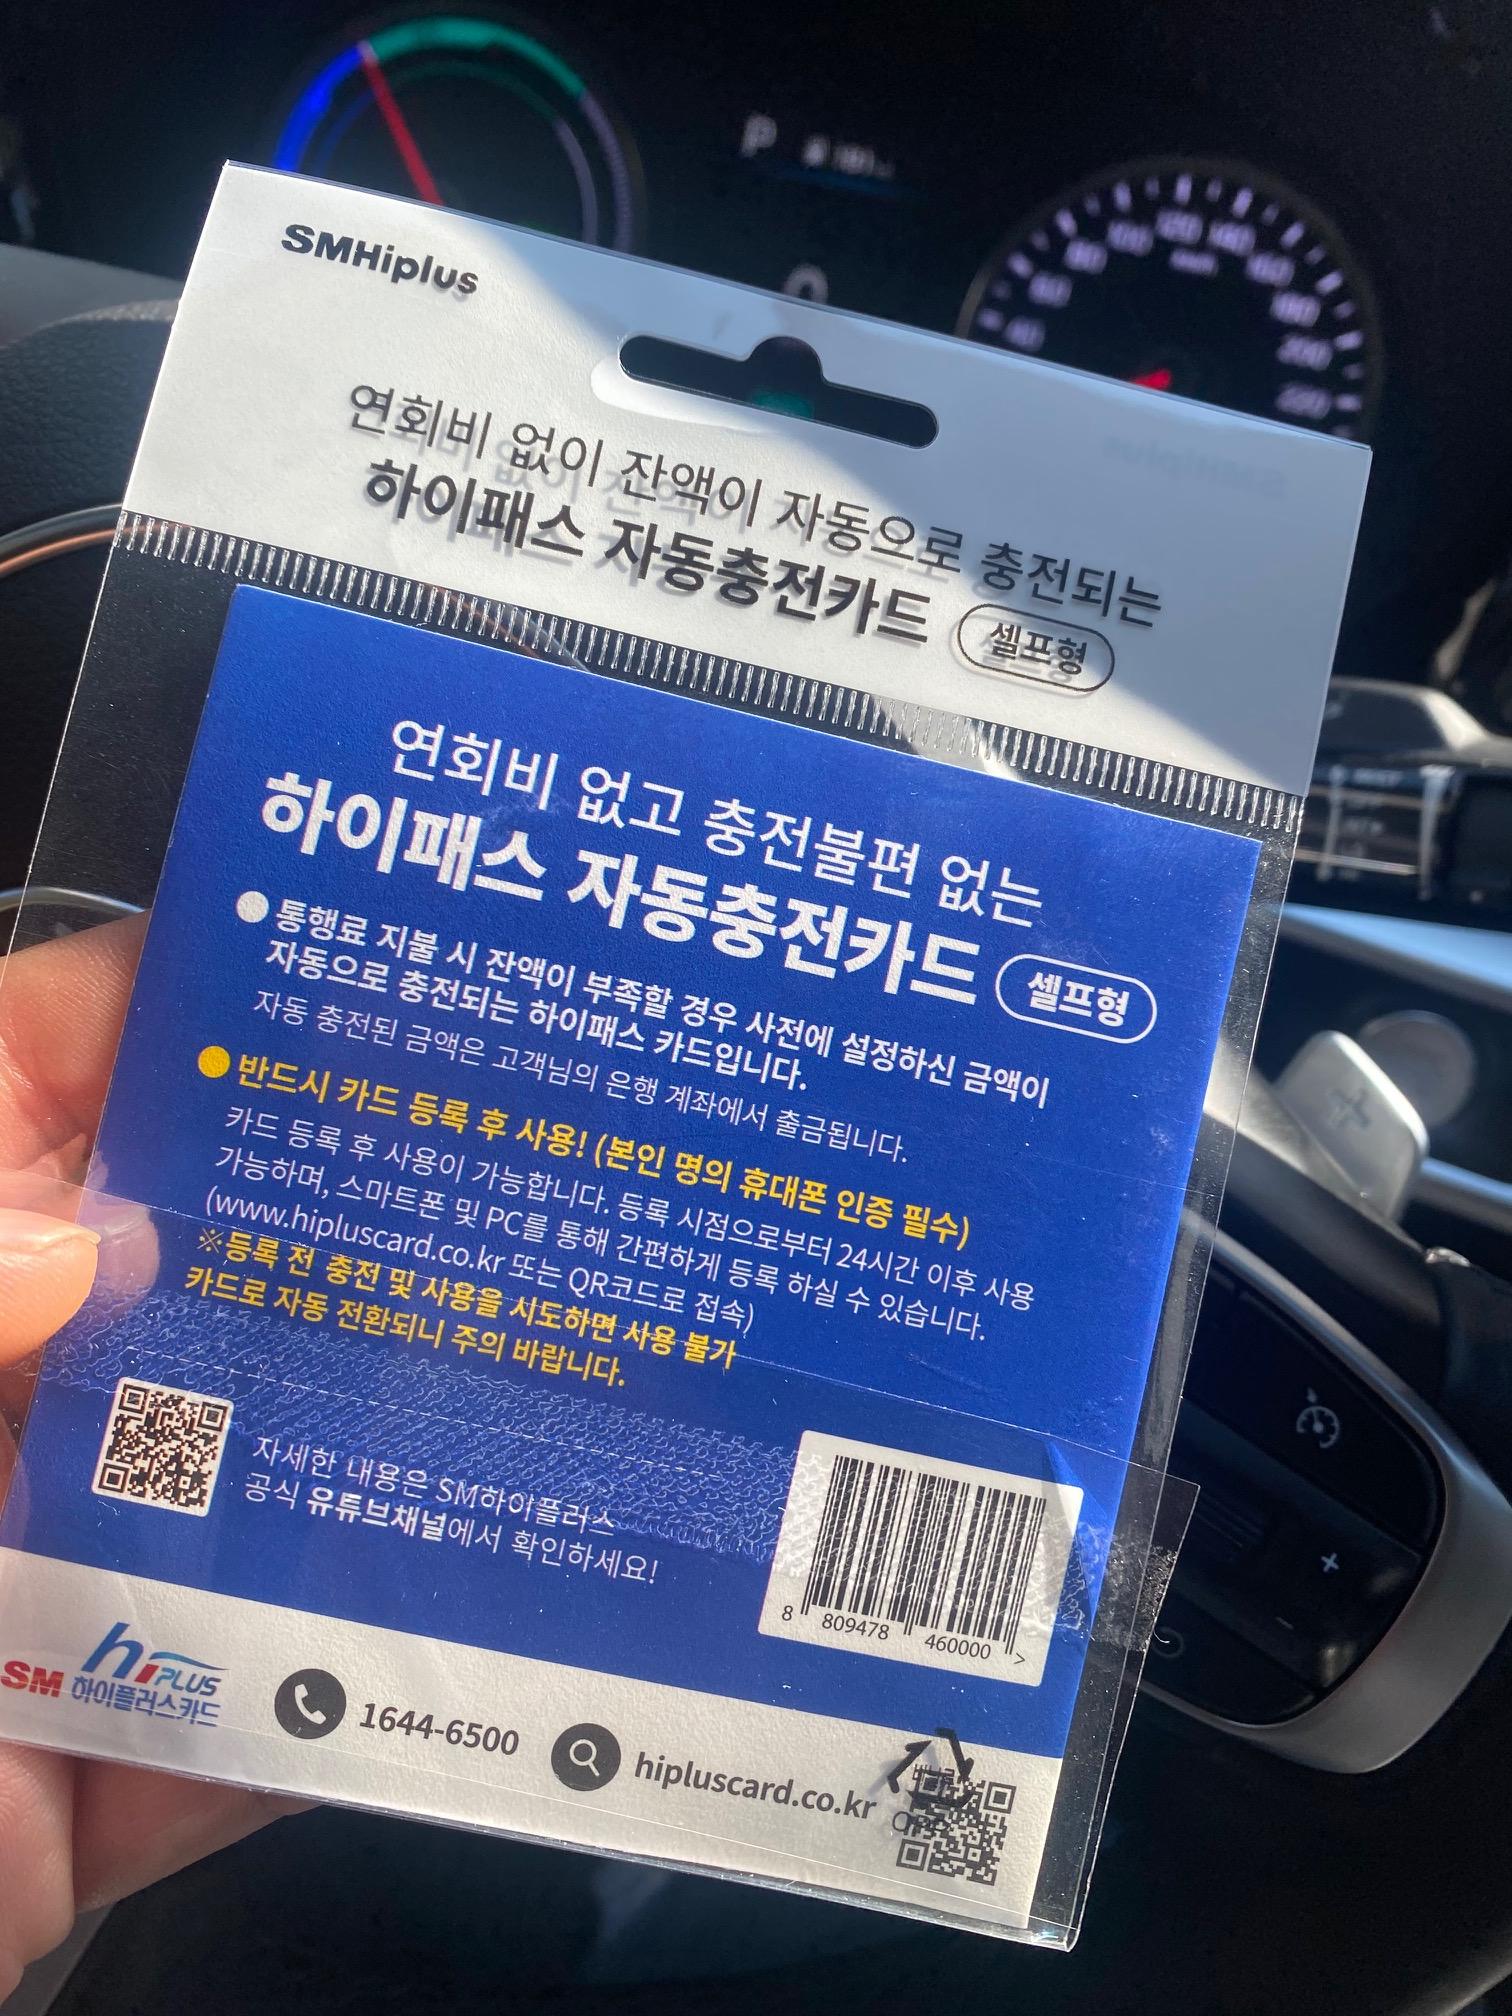 SMHiplus
연회비 없이 잔액이 자동으로 충전되는
하이패스 자동충전카드 셀프형
연회비 없고 충전불편 없는
하이패스 자동충전카드 셀프형
통행료 지불 시 잔액이 부족할 경우 사전에 설정하신 금액이
자동으로 충전되는 하이패스 카드입니다.
자동 충전된 금액은 고객님의 은행 계좌에서 출금됩니다.
반드시 카드 등록 후 사용! (본인 명의 휴대폰 인증 필수)
카드 등록 후 사용이 가능합니다. 등록 시점으로부터 24시간 이후 사용
가능하며, 스마트폰 및 PC를 통해 간편하게 등록 하실 수 있습니다.
(www.hipluscard.co.kr 또는 QR코드로 접속)
※등록 전 충전 및 사용을 시도하면 사용 불가
카드로 자동 전환되니 주의 바랍니다.
자세한 내용은 SM하이플러스
공식 유튜브채널에서 확인하세요!
8 809478 460000 >
SM hiPLUS
하이플러스카드
1644-6500
hipluscard.co.kr
P
40
60
80
100
120
140
160
180
200
220
km/h